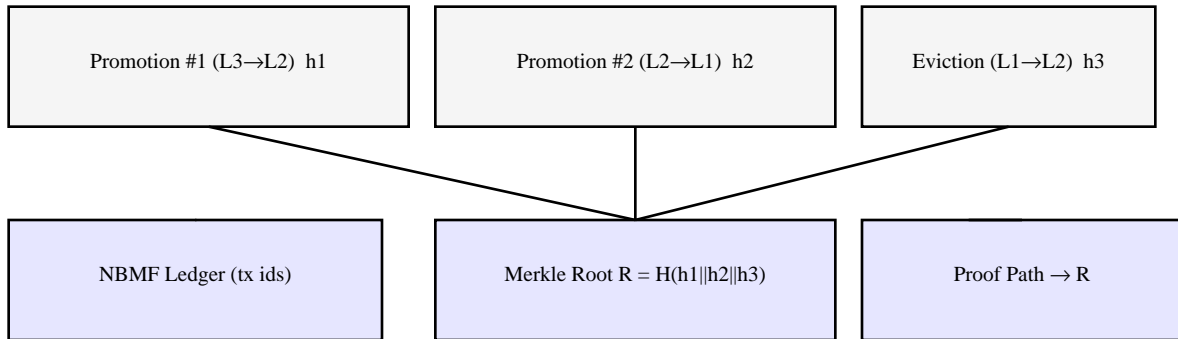 Promotion #1 (L3→L2)  h1
Promotion #2 (L2→L1)  h2
Eviction (L1→L2)  h3
NBMF Ledger (tx ids)
Merkle Root R = H(h1||h2||h3)
Proof Path → R